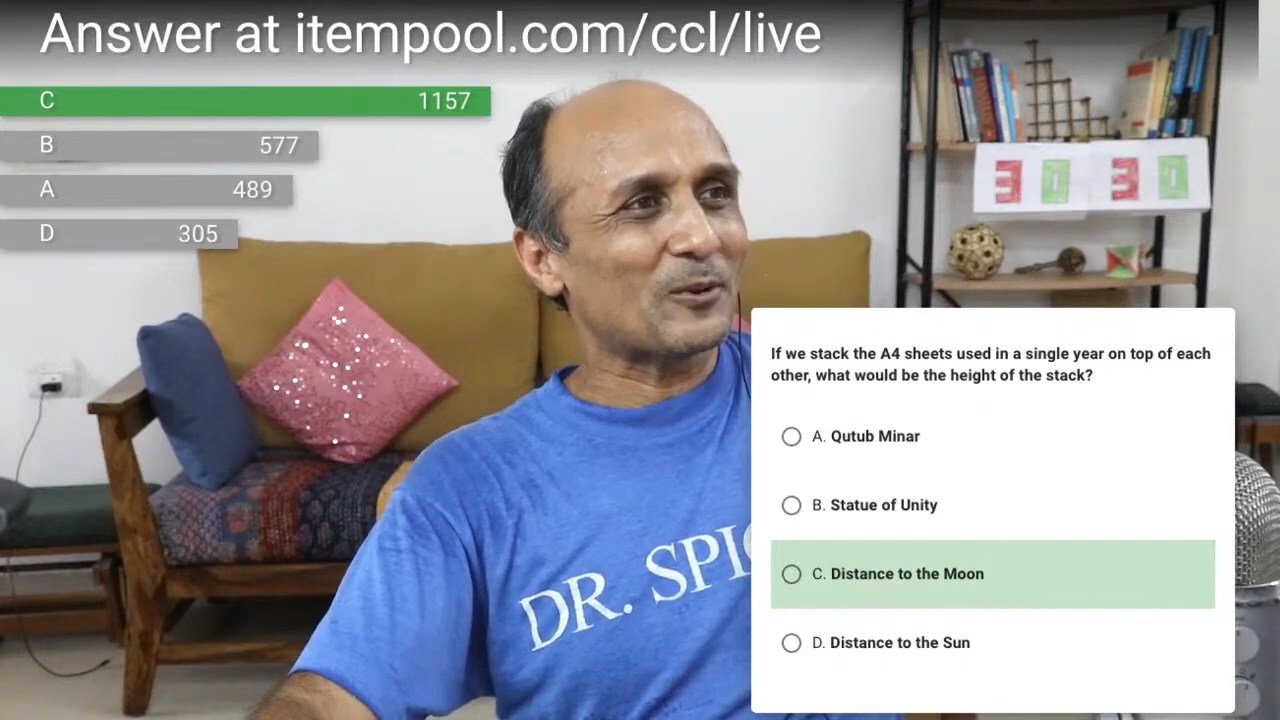 Answer at itempool.com/ccl/live
C 1157
B 577
A 489
D 305
3030
DR. SPI
If we stack the A4 sheets used in a single year on top of each
other, what would be the height of the stack?
A. Qutub Minar
B. Statue of Unity
C. Distance to the Moon
D. Distance to the Sun